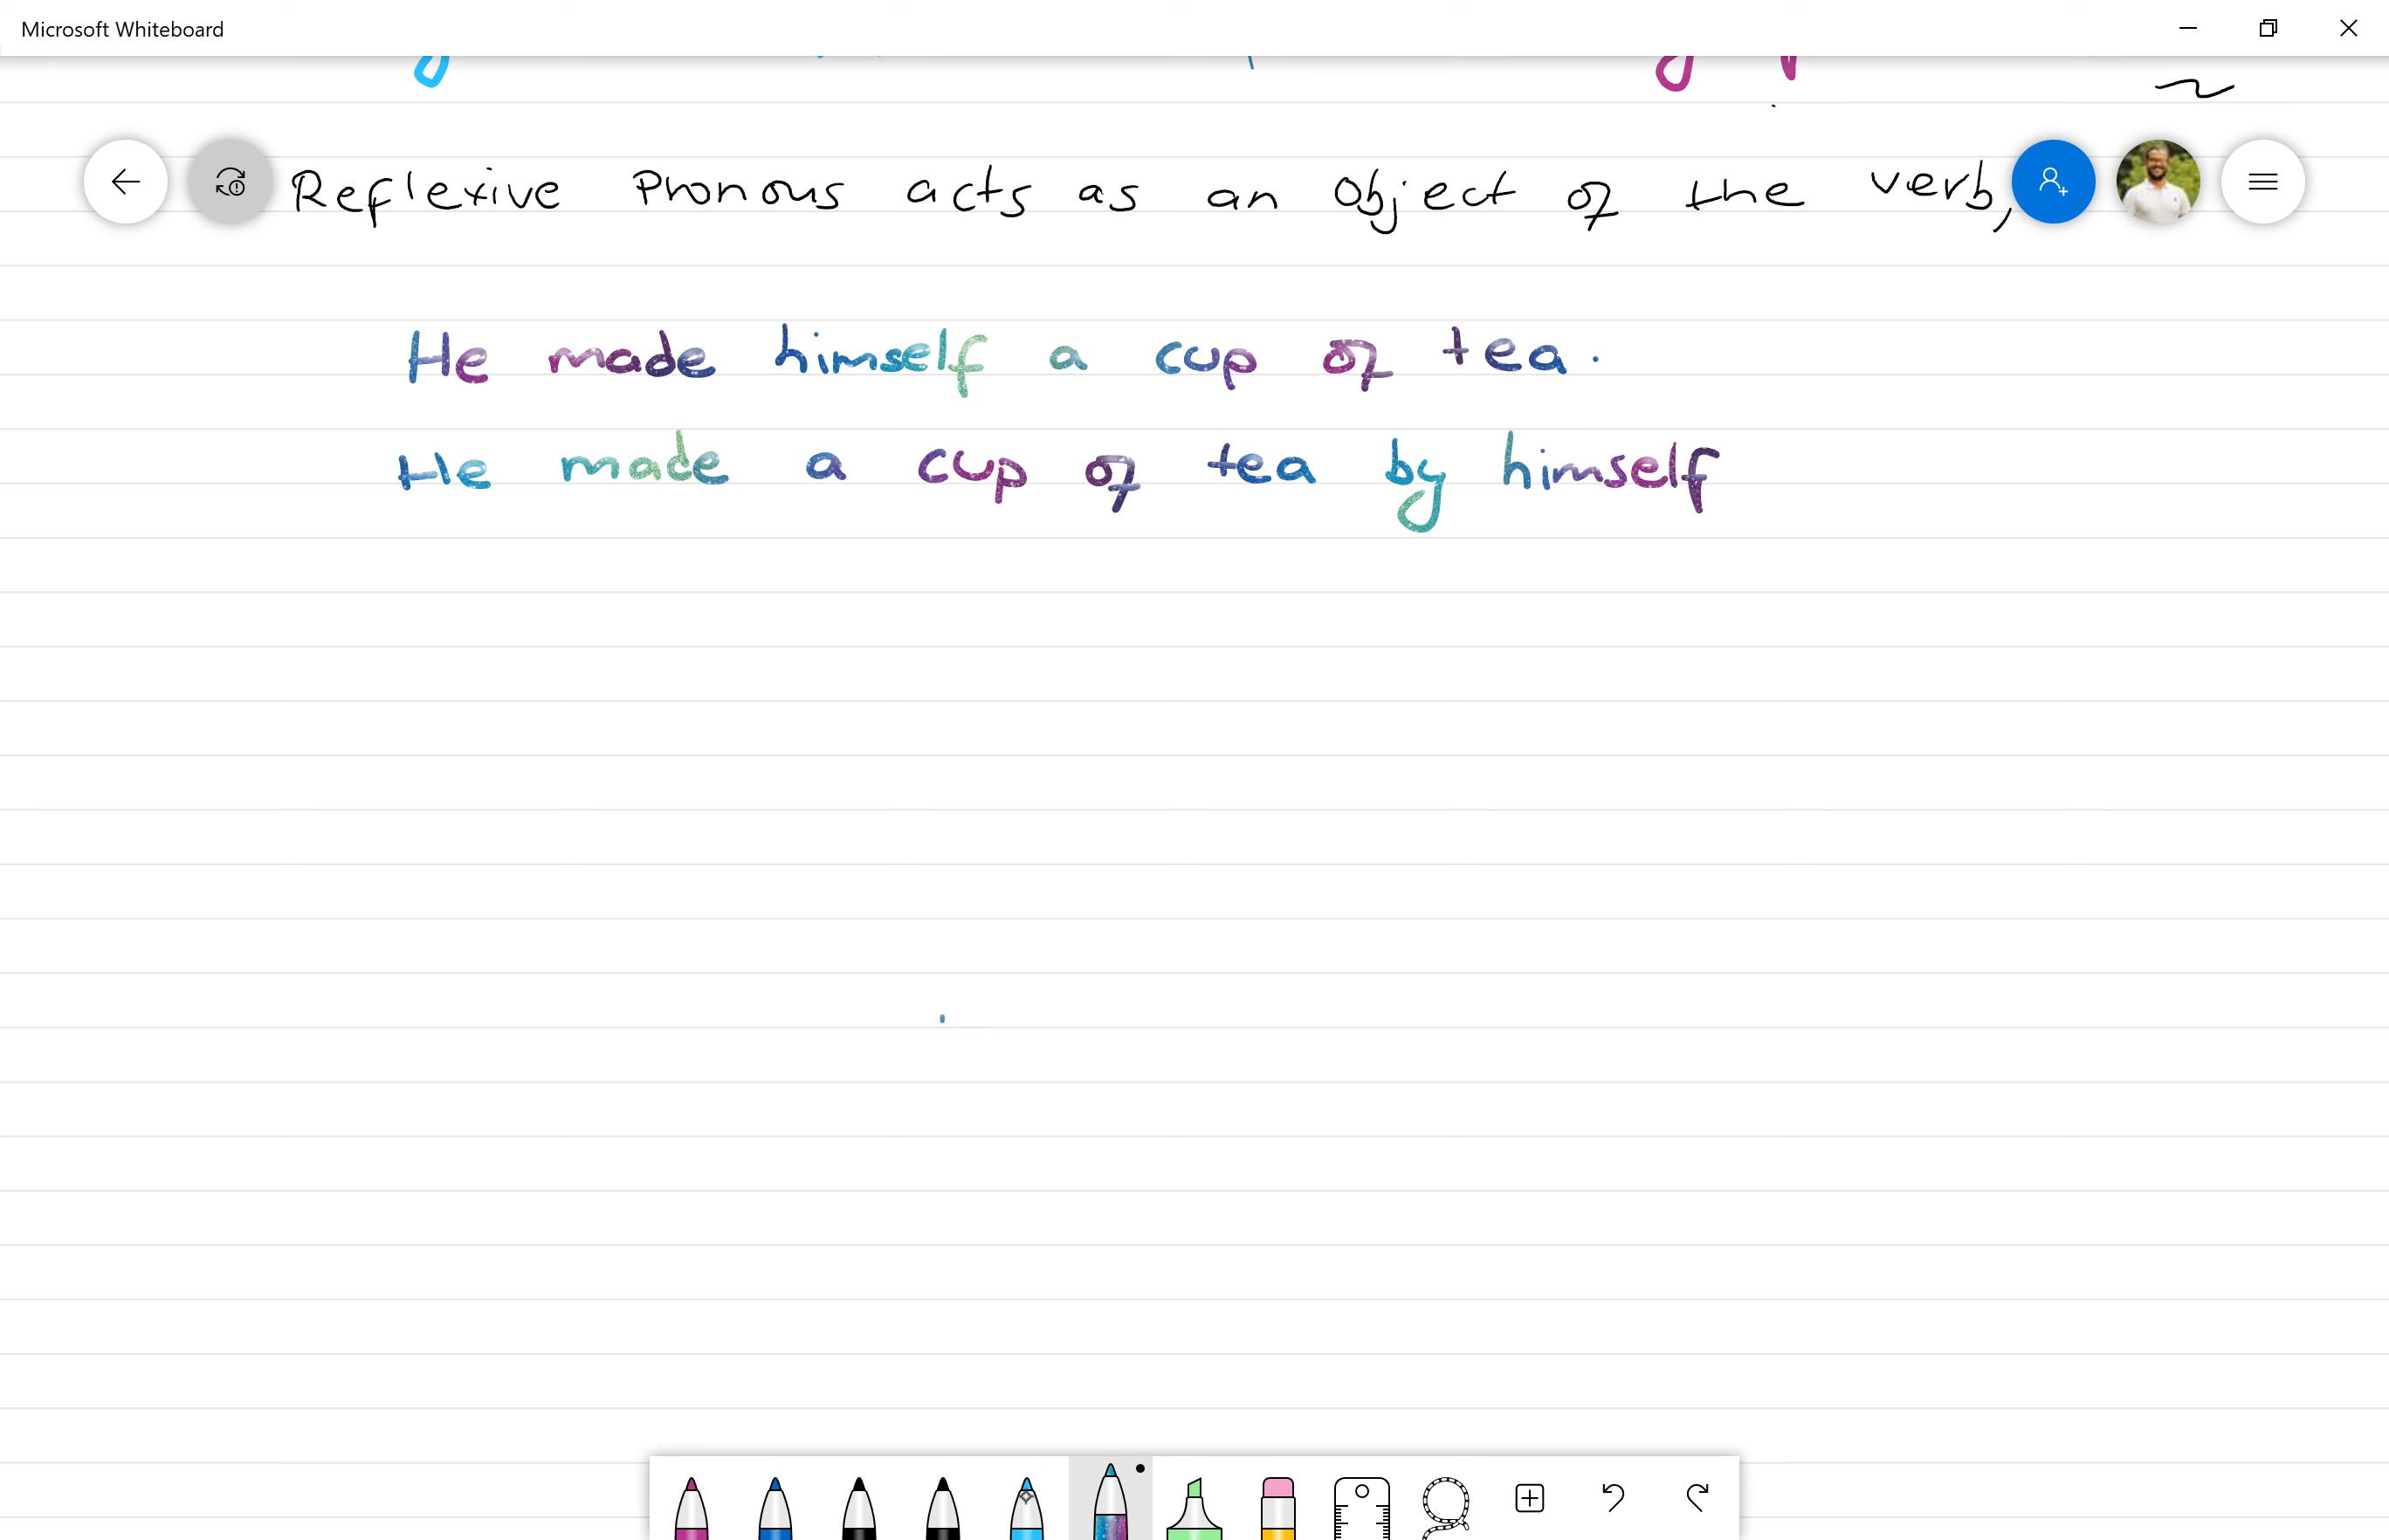 Microsoft Whiteboard
Reflexive Pronous acts as an object of the verb,
He made himself a cup of tea.
He made a cup of tea by himself